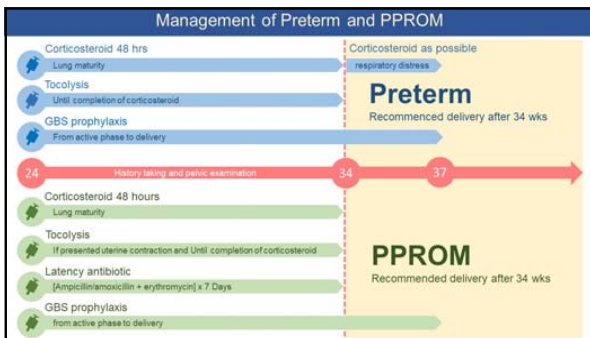 Management of Preterm and PPROM
Corticosteroid 48 hrs
Lung maturity
Corticosteroid as possible
respiratory distress
Tocolysis
Until completion of corticosteroid
Preterm
Recommenced delivery after 34 wks
GBS prophylaxis
From active phase to delivery
24
History taking and pelvic examination
34
37
Corticosteroid 48 hours
Lung maturity
Tocolysis
If presented uterine contraction and Until completion of corticosteroid
PPROM
Recommended delivery after 34 wks
Latency antibiotic
[Ampicillin/amoxicillin + erythromycin] x 7 Days
GBS prophylaxis
from active phase to delivery